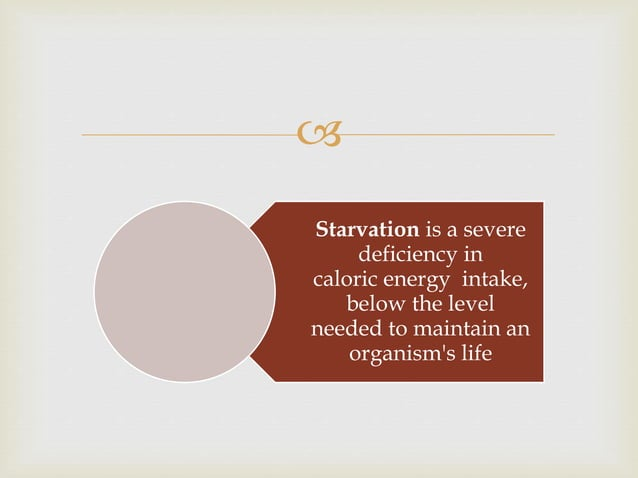 Starvation is a severe
deficiency in
caloric energy  intake,
below the level
needed to maintain an
organism's life